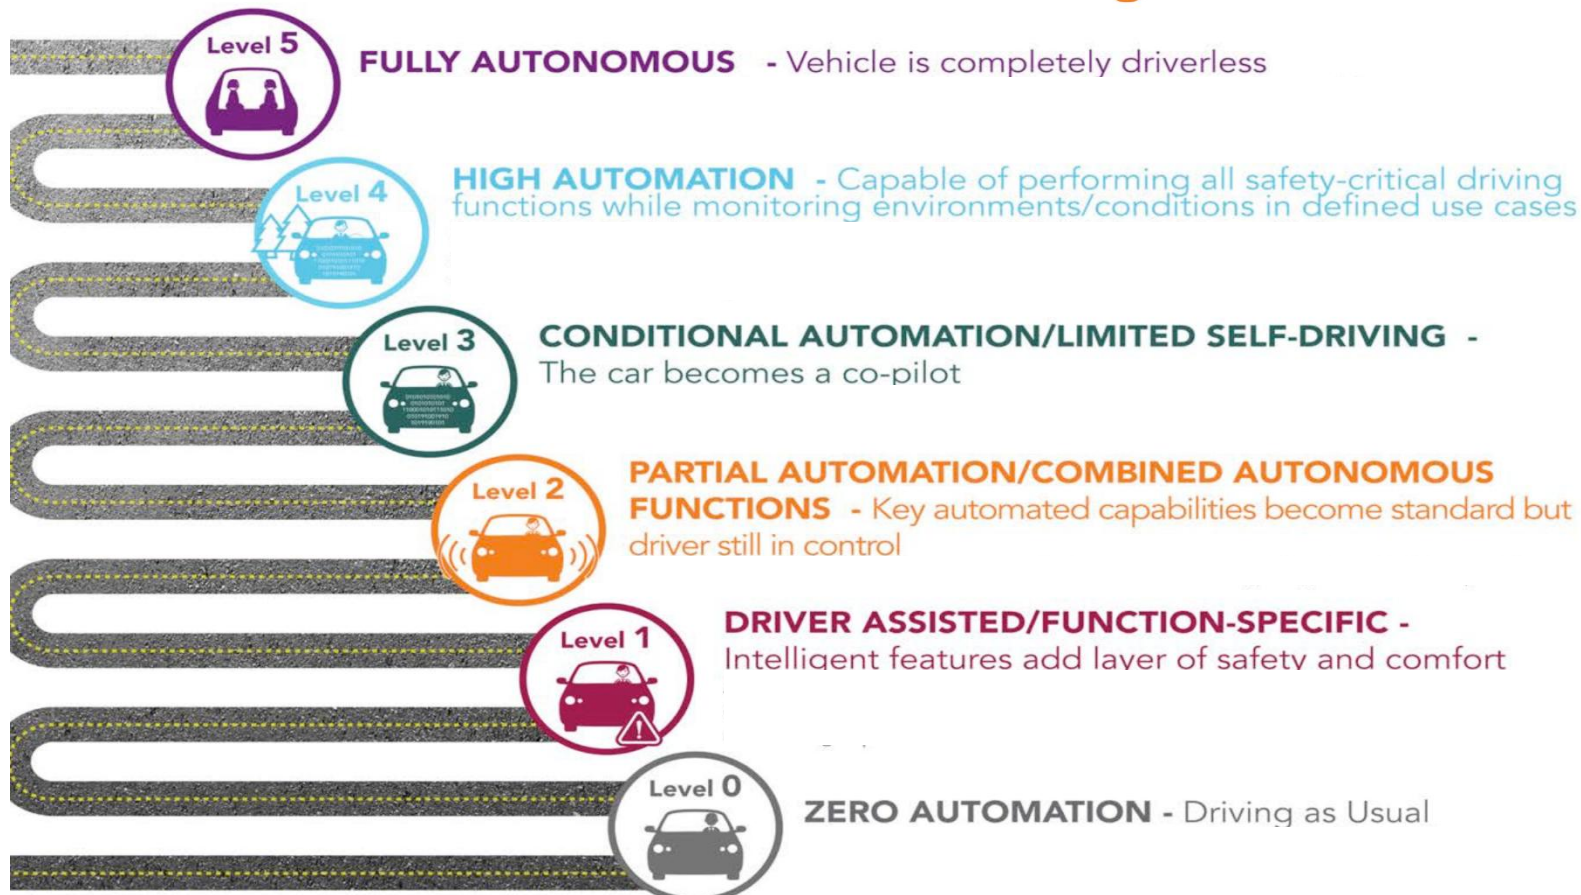 Level 5
FULLY AUTONOMOUS - Vehicle is completely driverless
Level 4
HIGH AUTOMATION - Capable of performing all safety-critical driving
functions while monitoring environments/conditions in defined use cases
Level 3
CONDITIONAL AUTOMATION/LIMITED SELF-DRIVING -
The car becomes a co-pilot
Level 2
PARTIAL AUTOMATION/COMBINED AUTONOMOUS
FUNCTIONS - Key automated capabilities become standard but
driver still in control
Level 1
DRIVER ASSISTED/FUNCTION-SPECIFIC -
Intelligent features add layer of safety and comfort
Level 0
ZERO AUTOMATION - Driving as Usual